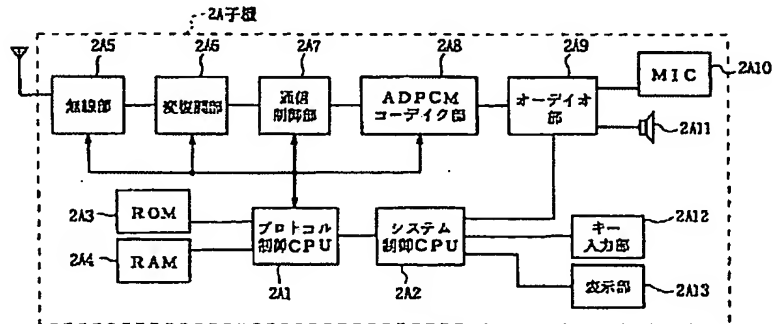 2A子機
2A5
2A6
2A7
2A8
2A9
無線部
変復調部
通信
制御部
ADPCM
コーデイク部
オーデイオ
部
MIC
2A10
2A11
2A3
ROM
2A4
RAM
プロトコル
制御CPU
2A1
システム
制御CPU
2A2
キー
入力部
2A12
表示部
2A13